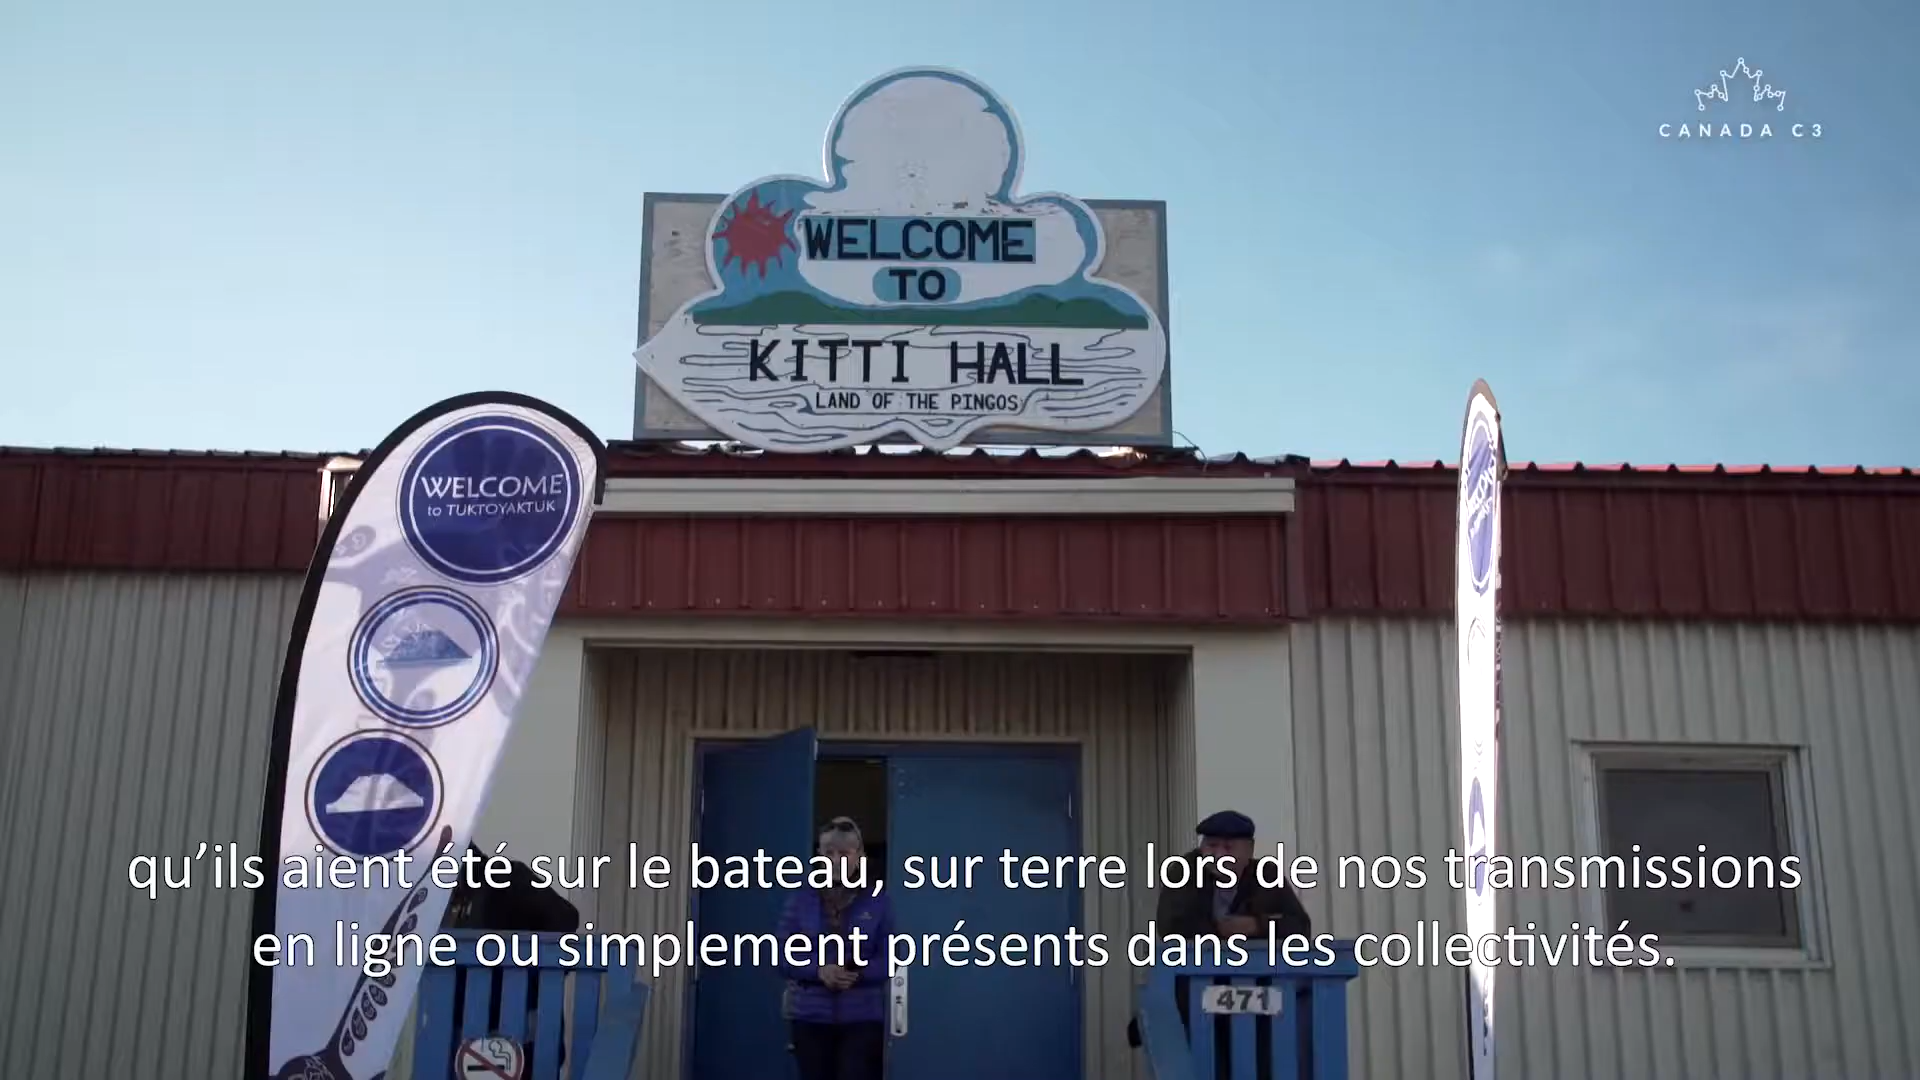 CANADA C3
WELCOME
TO
KITTI HALL
LAND OF THE PINGOS
WELCOME
to TUKTOYAKTUK
qu’ils aient été sur le bateau, sur terre lors de nos transmissions
en ligne ou simplement présents dans les collectivités.
471